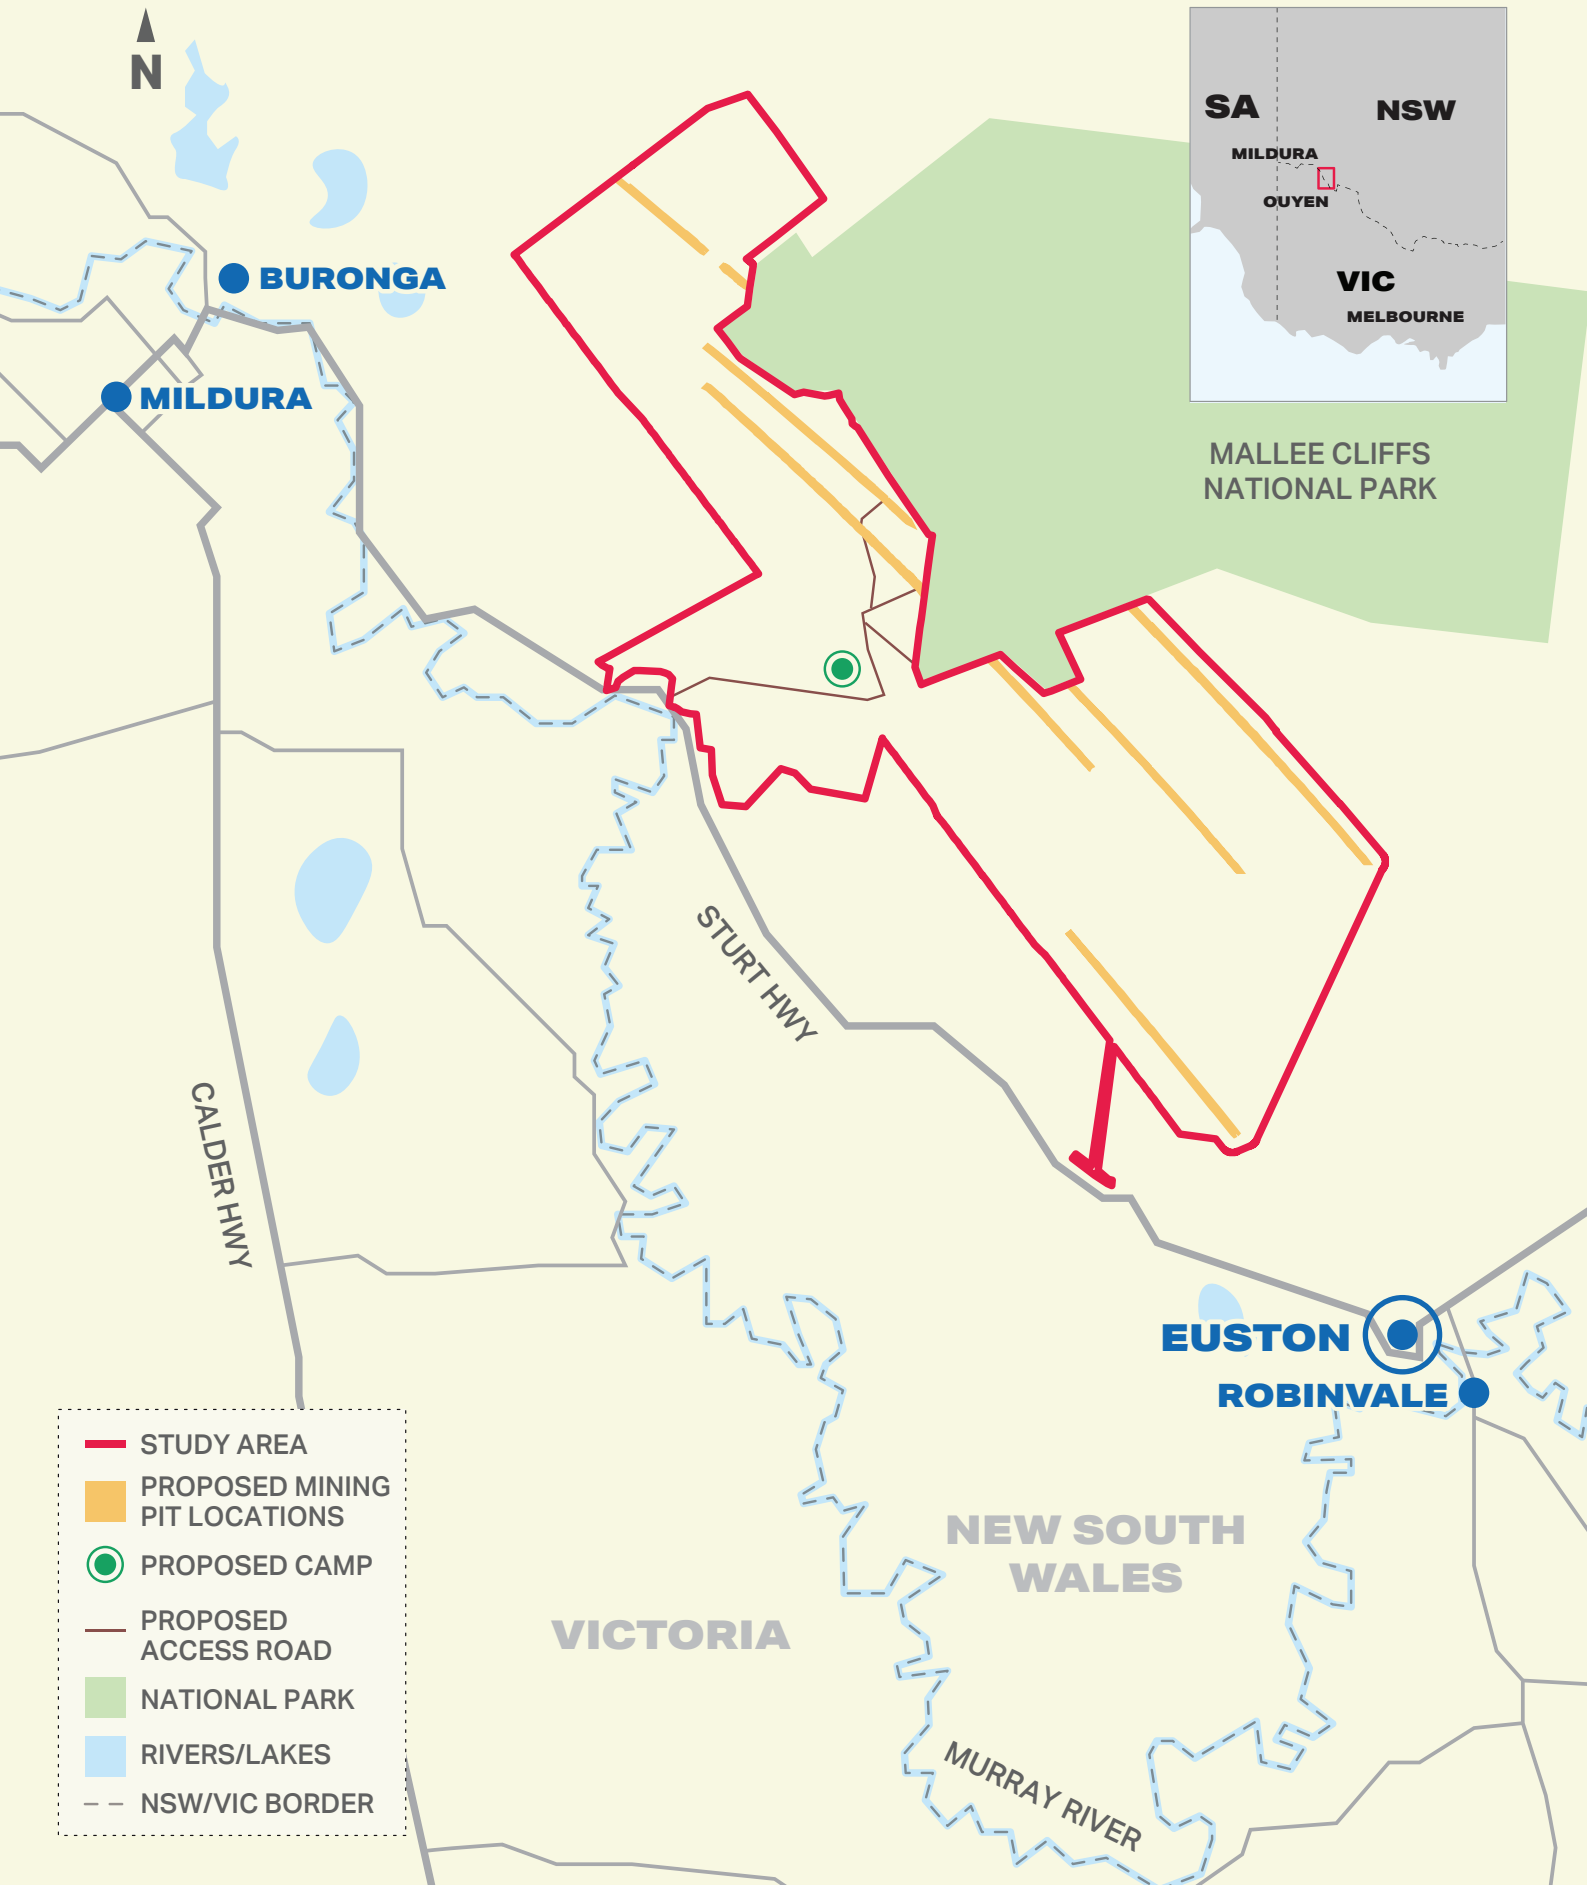 N
SA
NSW
MILDURA
OUYEN
VIC
MELBOURNE
BURONGA
MILDURA
MALLEE CLIFFS
NATIONAL PARK
STURT HWY
CALDER HWY
EUSTON
ROBINVALE
NEW SOUTH
WALES
VICTORIA
MURRAY RIVER
STUDY AREA
PROPOSED MINING
PIT LOCATIONS
PROPOSED CAMP
PROPOSED
ACCESS ROAD
NATIONAL PARK
RIVERS/LAKES
NSW/VIC BORDER